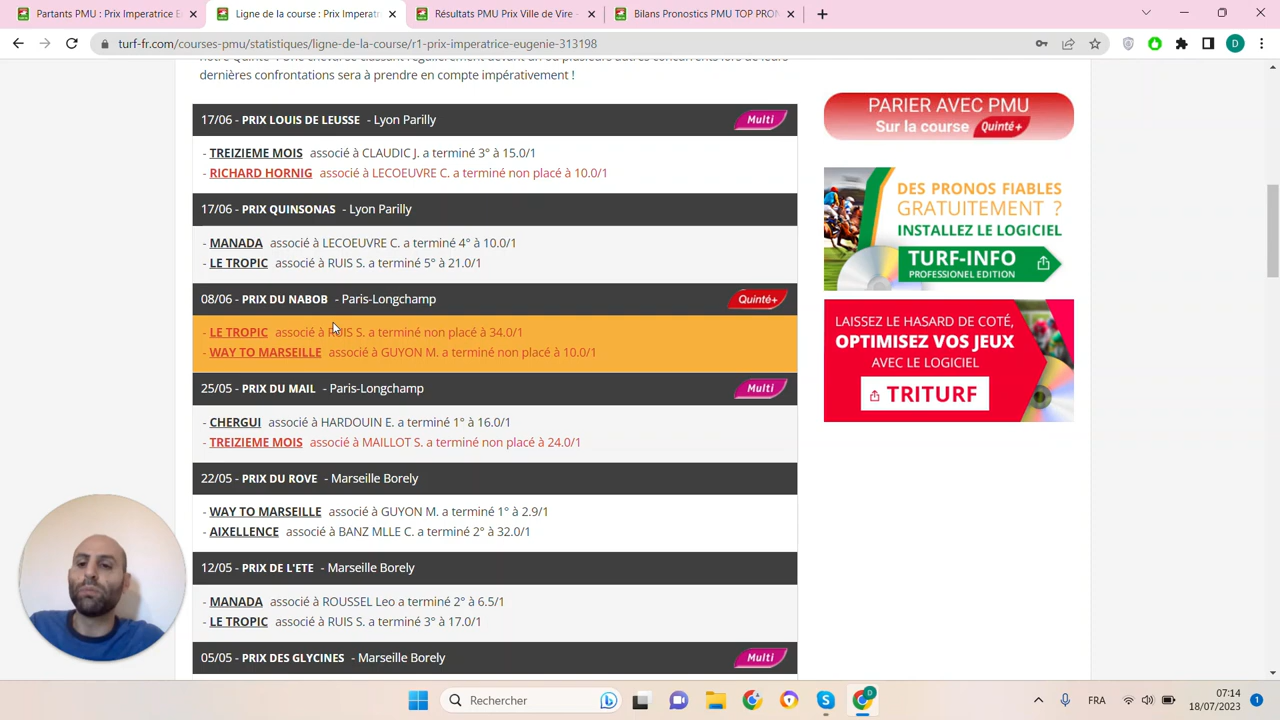 Partants PMU : Prix Imperatrice E
Ligne de la course : Prix Imperatr
Résultats PMU Prix Ville de Vire -
Bilans Pronostics PMU TOP PRON
turf-fr.com/courses-pmu/statistiques/ligne-de-la-course/r1-prix-imperatrice-eugenie-313198
D
dernières confrontations sera à prendre en compte impérativement !
17/06 - PRIX LOUIS DE LEUSSE - Lyon Parilly
Multi
- TREIZIEME MOIS associé à CLAUDIC J. a terminé 3° à 15.0/1
- RICHARD HORNIG associé à LECOEUVRE C. a terminé non placé à 10.0/1
17/06 - PRIX QUINSONAS - Lyon Parilly
- MANADA associé à LECOEUVRE C. a terminé 4° à 10.0/1
- LE TROPIC associé à RUIS S. a terminé 5° à 21.0/1
08/06 - PRIX DU NABOB - Paris-Longchamp
Quinté+
- LE TROPIC associé à RUIS S. a terminé non placé à 34.0/1
- WAY TO MARSEILLE associé à GUYON M. a terminé non placé à 10.0/1
25/05 - PRIX DU MAIL - Paris-Longchamp
Multi
- CHERGUI associé à HARDOUIN E. a terminé 1° à 16.0/1
- TREIZIEME MOIS associé à MAILLOT S. a terminé non placé à 24.0/1
22/05 - PRIX DU ROVE - Marseille Borely
- WAY TO MARSEILLE associé à GUYON M. a terminé 1° à 2.9/1
- AIXELLENCE associé à BANZ MLLE C. a terminé 2° à 32.0/1
12/05 - PRIX DE L'ETE - Marseille Borely
- MANADA associé à ROUSSEL Leo a terminé 2° à 6.5/1
- LE TROPIC associé à RUIS S. a terminé 3° à 17.0/1
05/05 - PRIX DES GLYCINES - Marseille Borely
Multi
PARIER AVEC PMU
Sur la course Quinté+
DES PRONOS FIABLES
GRATUITEMENT ?
INSTALLEZ LE LOGICIEL
TURF-INFO
PROFESSIONEL EDITION
LAISSEZ LE HASARD DE COTÉ,
OPTIMISEZ VOS JEUX
AVEC LE LOGICIEL
TRITURF
Rechercher
D
FRA
07:14
18/07/2023
1